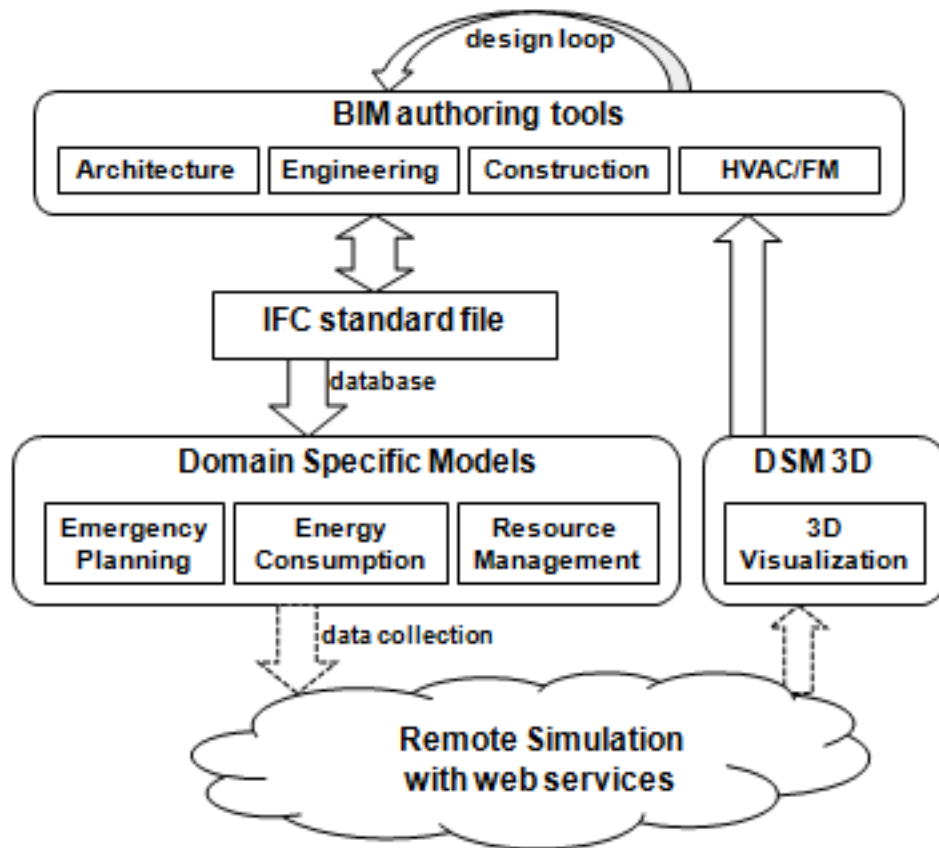 design loop
BIM authoring tools
Architecture
Engineering
Construction
HVAC/FM
IFC standard file
database
Domain Specific Models
Emergency
Planning
Energy
Consumption
Resource
Management
DSM 3D
3D
Visualization
data collection
Remote Simulation
with web services